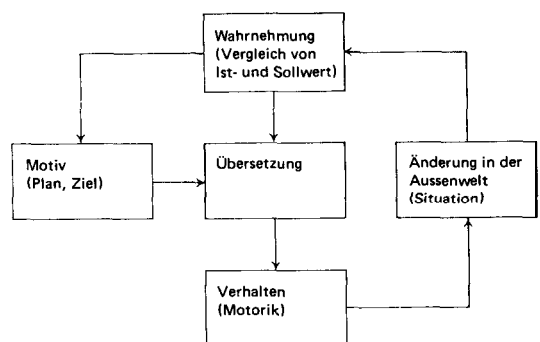 Wahrnehmung
(Vergleich von
Ist- und Sollwert)
Motiv
(Plan, Ziel)
Übersetzung
Änderung in der
Aussenwelt
(Situation)
Verhalten
(Motorik)